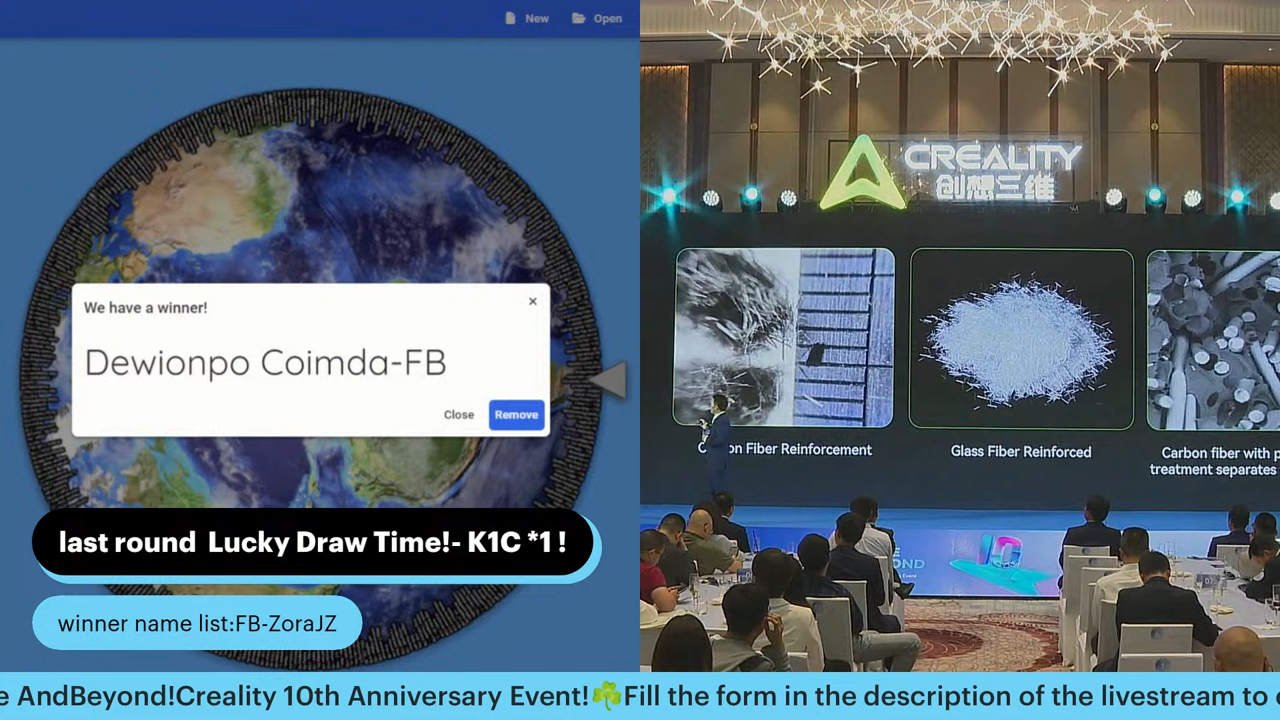 New
Open
We have a winner!
×
Dewionpo Coimda-FB
Close
Remove
last round Lucky Draw Time!- K1C *1 !
winner name list:FB-ZoraJZ
CREALITY
创想三维
Fiber Reinforcement
Glass Fiber Reinforced
Carbon fiber with
treatment separates
10
AndBeyond!Creality 10th Anniversary Event!☘️Fill the form in the description of the livestream to